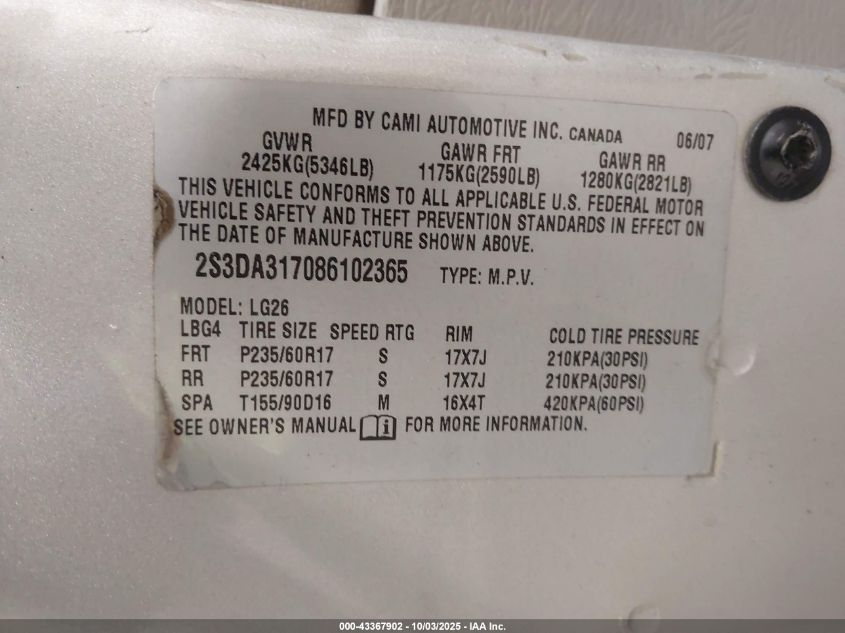 MFD BY CAMI AUTOMOTIVE INC. CANADA 06/07
GVWR GAWR FRT GAWR RR
2425KG(5346LB) 1175KG(2590LB) 1280KG(2821LB)
THIS VEHICLE CONFORMS TO ALL APPLICABLE U.S. FEDERAL MOTOR
VEHICLE SAFETY AND THEFT PREVENTION STANDARDS IN EFFECT ON
THE DATE OF MANUFACTURE SHOWN ABOVE.
2S3DA317086102365 TYPE: M.P.V.
MODEL: LG26
LBG4 TIRE SIZE SPEED RTG RIM COLD TIRE PRESSURE
FRT P235/60R17 S 17X7J 210KPA(30PSI)
RR P235/60R17 S 17X7J 210KPA(30PSI)
SPA T155/90D16 M 16X4T 420KPA(60PSI)
SEE OWNER'S MANUAL i FOR MORE INFORMATION.
000-43367902 - 10/03/2025 - IAA Inc.